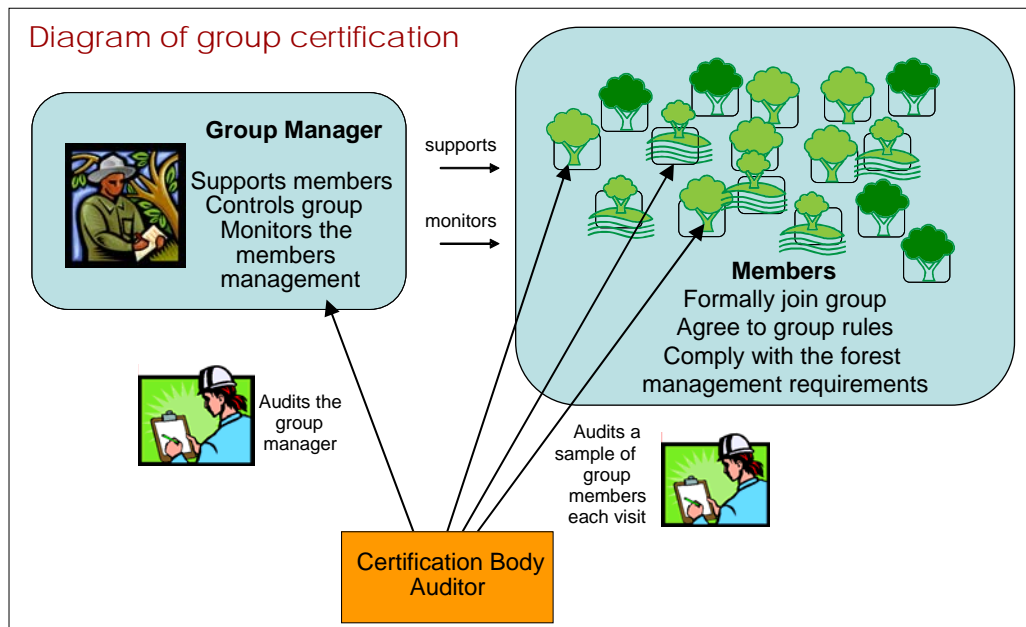 Diagram of group certification
Group Manager
Supports members
Controls group
Monitors the
members
management
supports
monitors
Members
Formally join group
Agree to group rules
Comply with the forest
management requirements
Audits the
group
manager
Audits a
sample of
group
members
each visit
Certification Body
Auditor